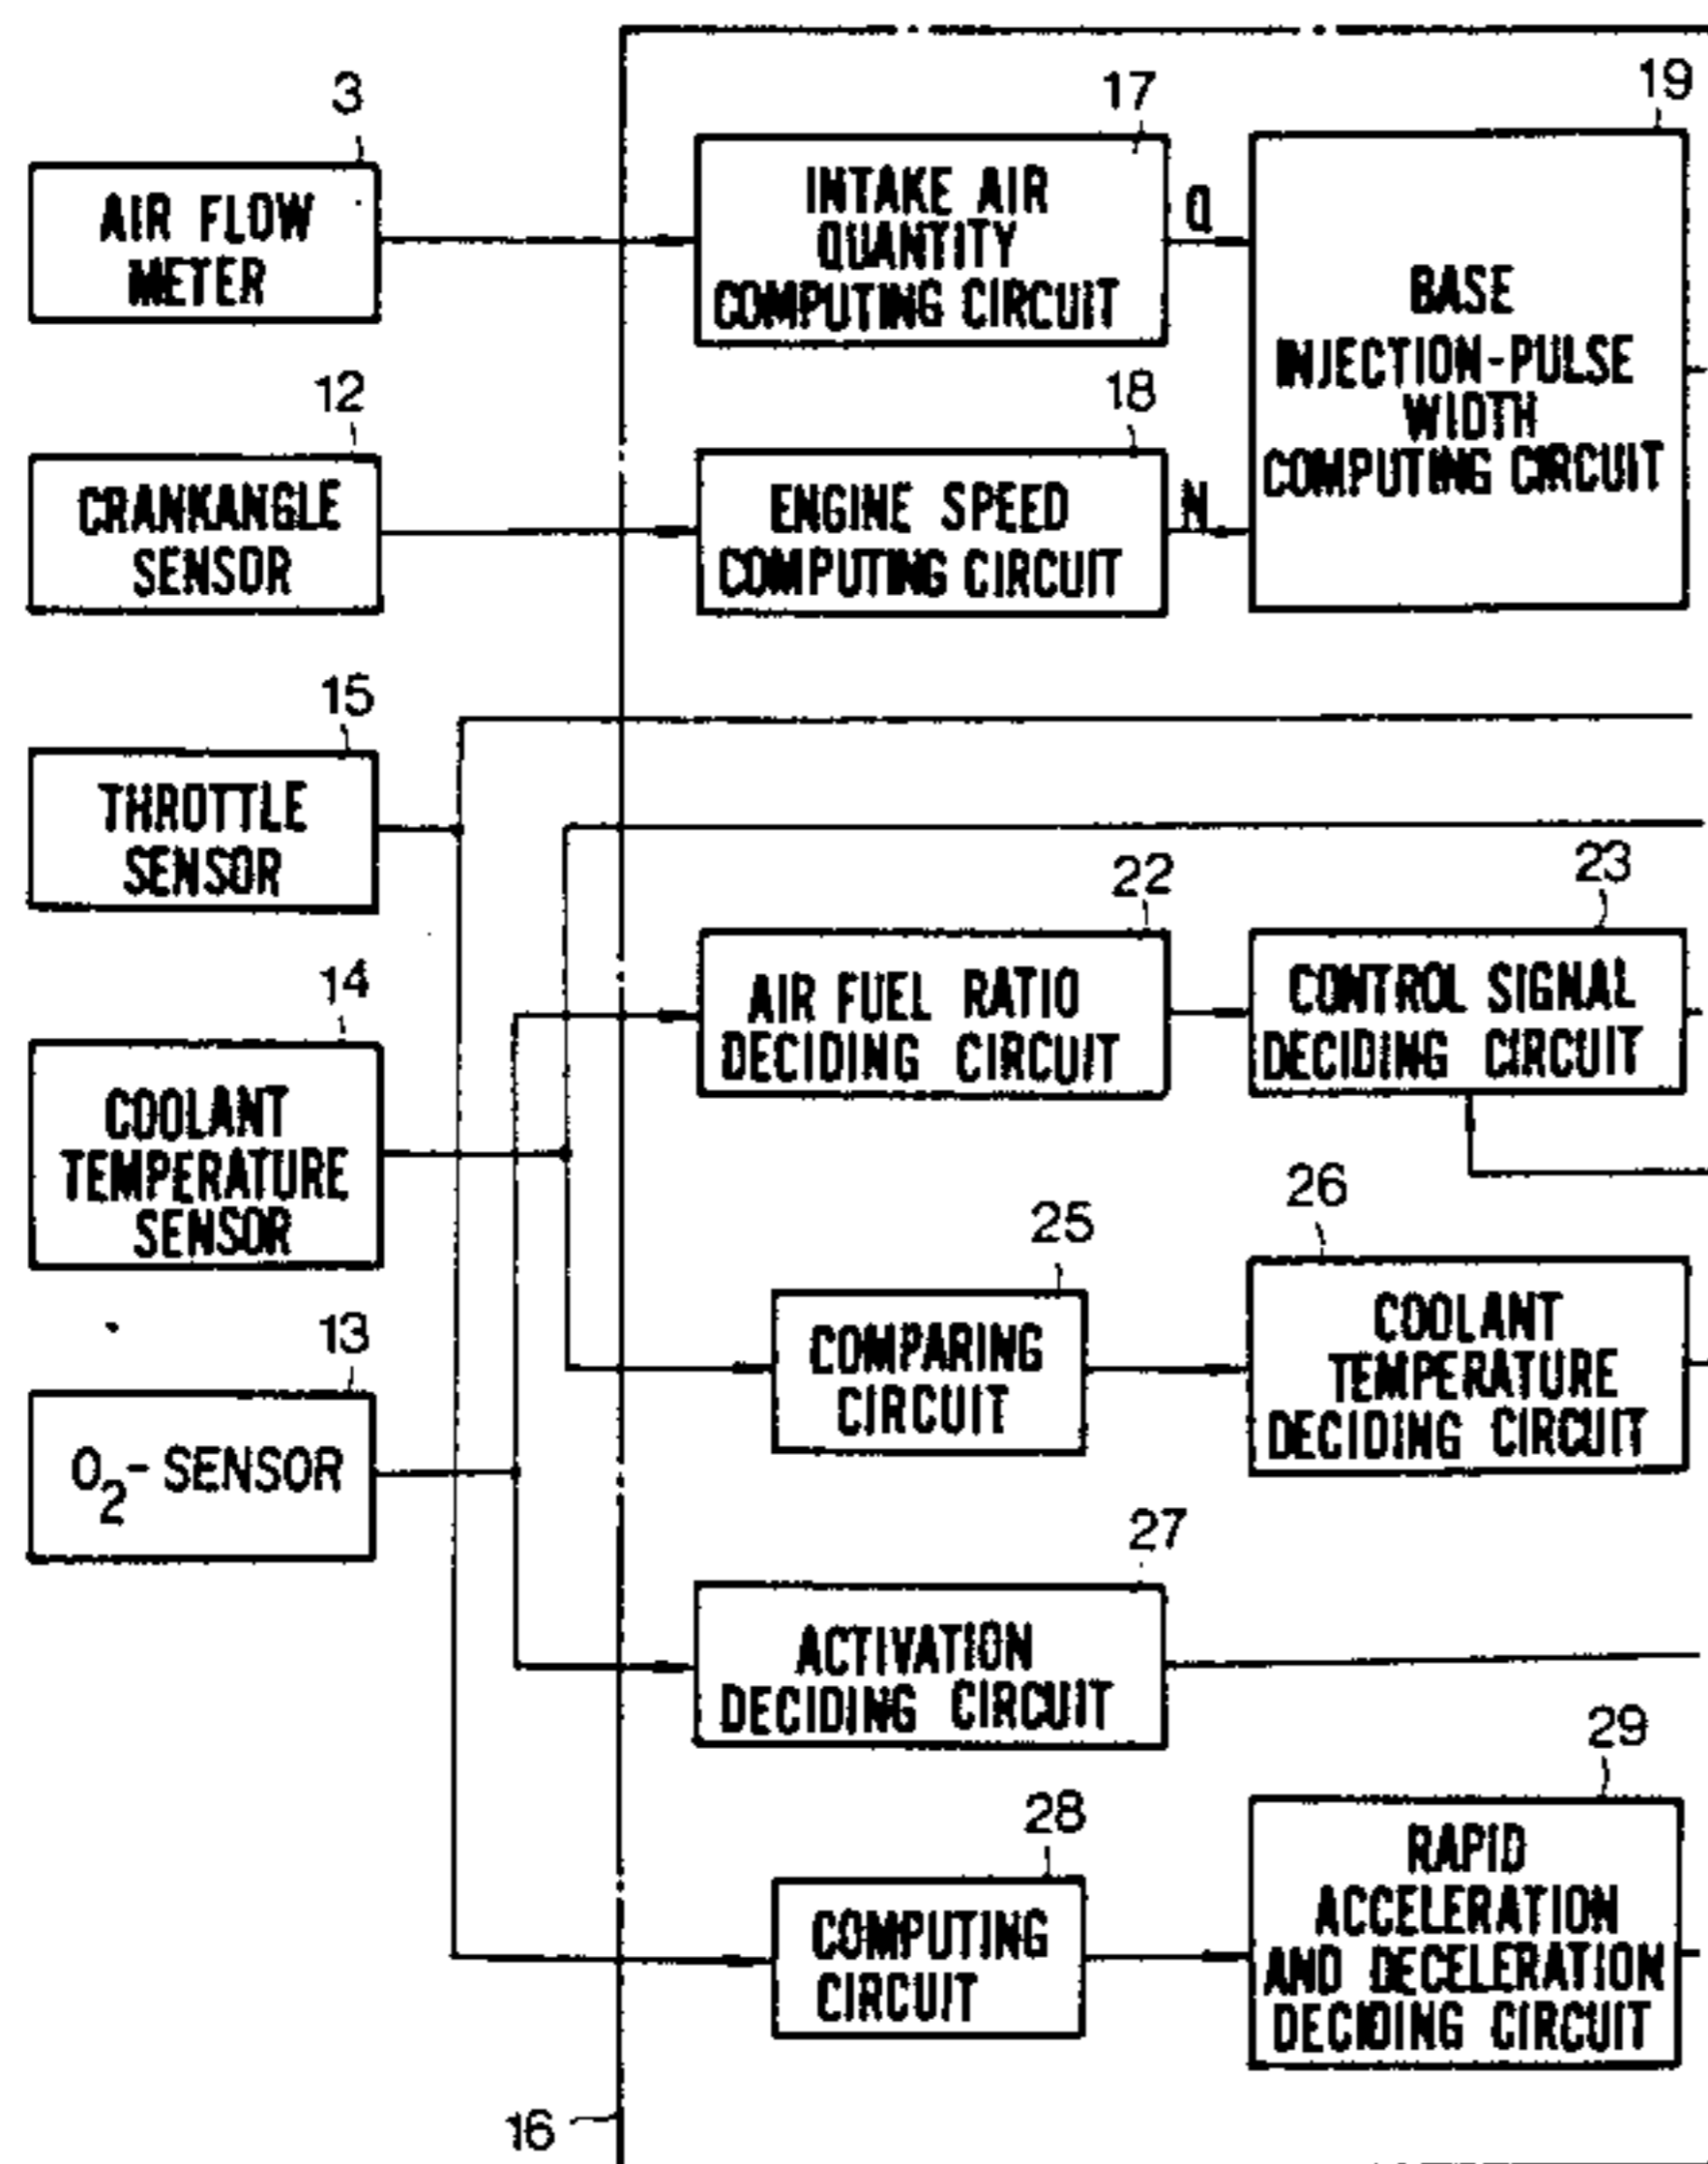 3
AIR FLOW
METER
17
INTAKE AIR
QUANTITY
COMPUTING CIRCUIT
Q
19
BASE
INJECTION-PULSE
WIDTH
COMPUTING CIRCUIT
12
CRANKANGLE
SENSOR
18
ENGINE SPEED
COMPUTING CIRCUIT
N
15
THROTTLE
SENSOR
22
AIR FUEL RATIO
DECIDING CIRCUIT
23
CONTROL SIGNAL
DECIDING CIRCUIT
14
COOLANT
TEMPERATURE
SENSOR
25
COMPARING
CIRCUIT
26
COOLANT
TEMPERATURE
DECIDING CIRCUIT
13
O2-SENSOR
27
ACTIVATION
DECIDING CIRCUIT
28
COMPUTING
CIRCUIT
29
RAPID
ACCELERATION
AND DECELERATION
DECIDING CIRCUIT
16